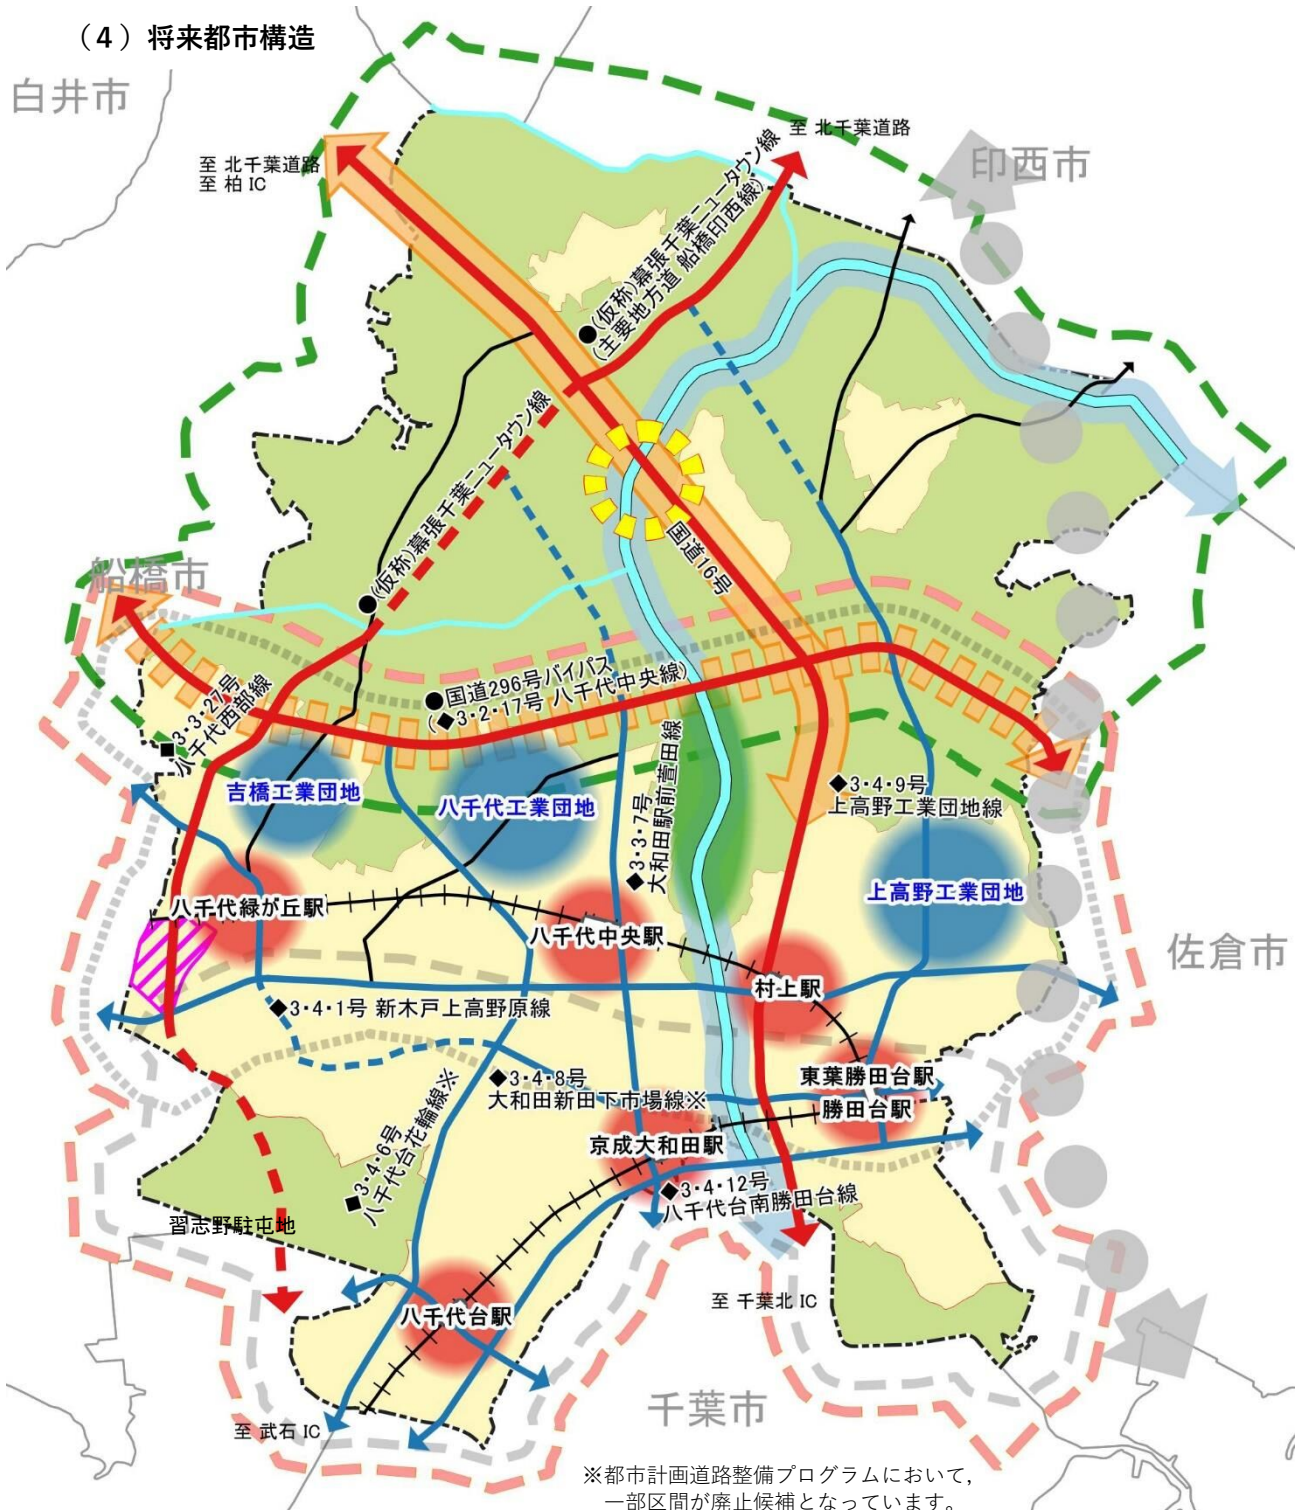 （4）将来都市構造
白井市
至 北千葉道路
至 柏 IC
至 北千葉道路
印西市
(仮称)幕張千葉ニュータウン線
(主要地方道 船橋印西線)
(仮称)幕張千葉ニュータウン線
国道16号
船橋市
3・3・27号
八千代西部線
国道296号バイパス
(◆3・2・17号 八千代中央線)
吉橋工業団地
八千代工業団地
◆3・3・7号
大和田駅前萱田線
◆3・4・9号
上高野工業団地線
上高野工業団地
八千代緑が丘駅
八千代中央駅
村上駅
佐倉市
◆3・4・1号 新木戸上高野原線
◆3・4・8号
大和田新田下市場線※
東葉勝田台駅
勝田台駅
◆3・4・6号
八千代台花輪線※
京成大和田駅
◆3・4・12号
八千代台南勝田台線
習志野駐屯地
八千代台駅
至 千葉北 IC
千葉市
至 武石 IC
※都市計画道路整備プログラムにおいて，
一部区間が廃止候補となっています。